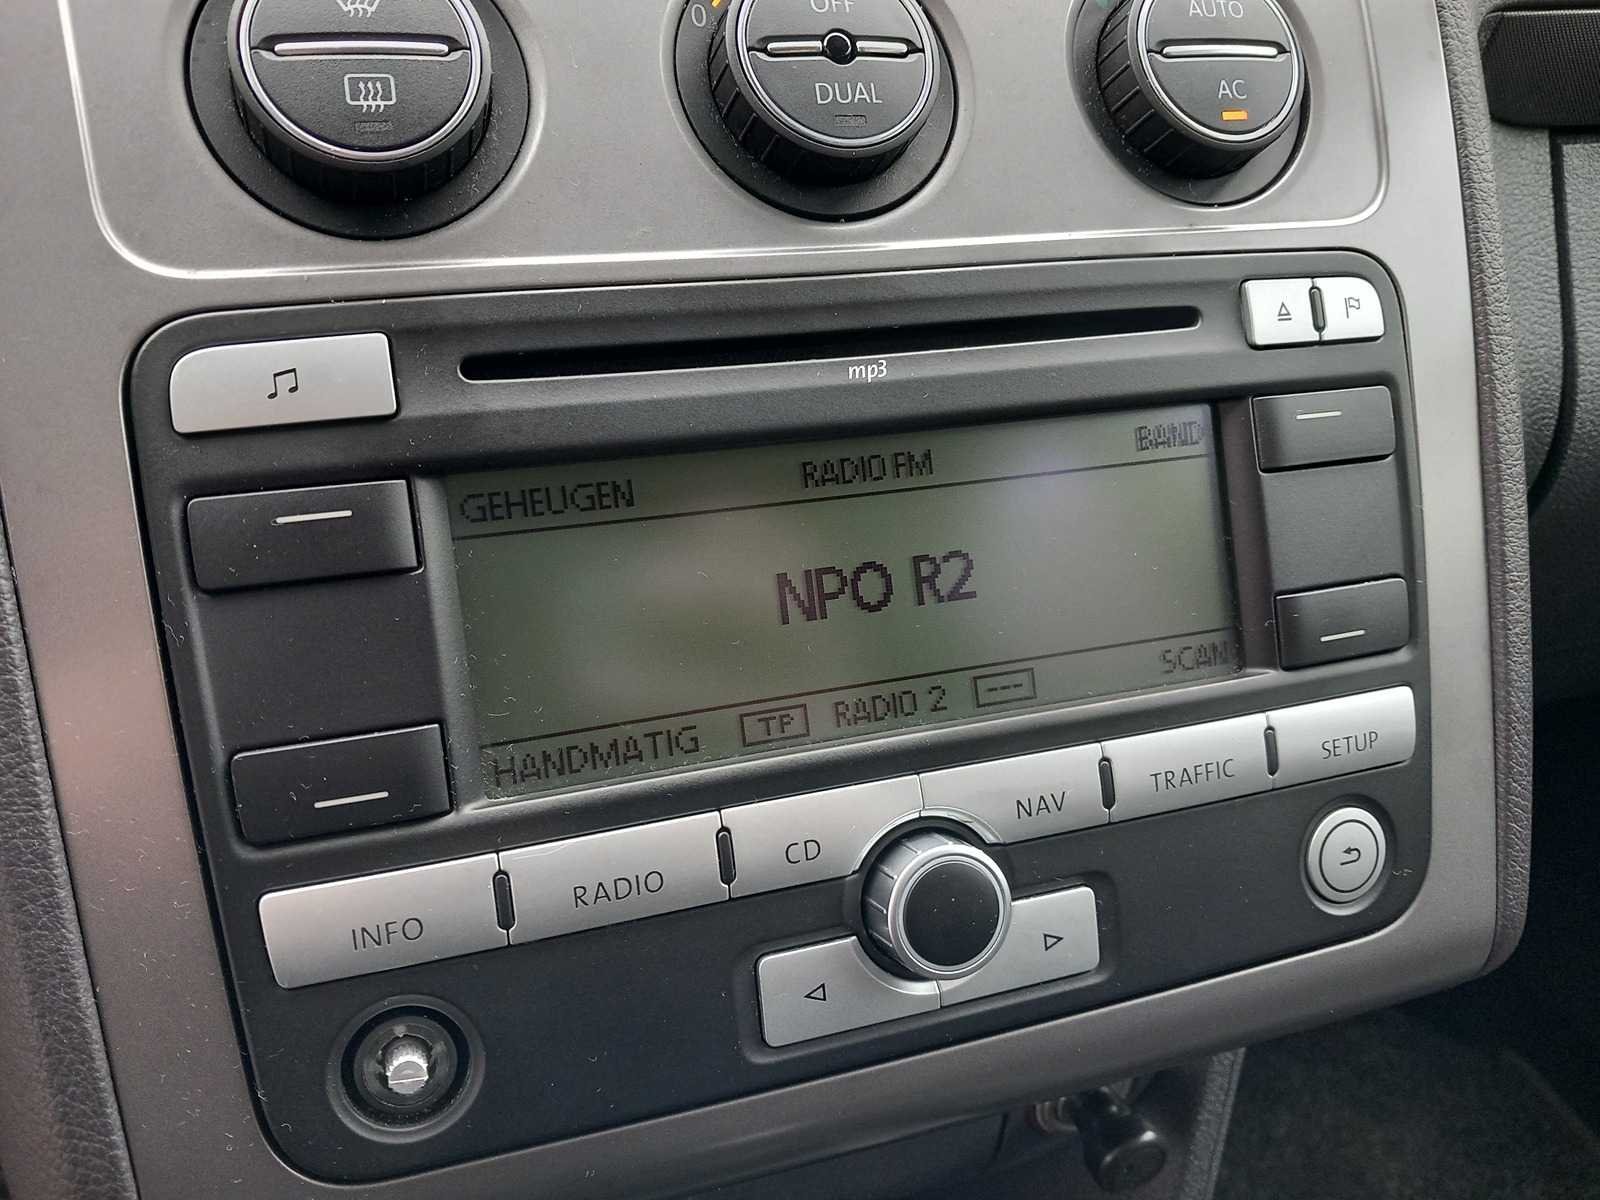 0
OFF
DUAL
AUTO
AC
mp3
GEHEUGEN
RADIO FM
BAND
NPO R2
HANDMATIG
TP
RADIO 2
---
SCAN
INFO
RADIO
CD
NAV
TRAFFIC
SETUP